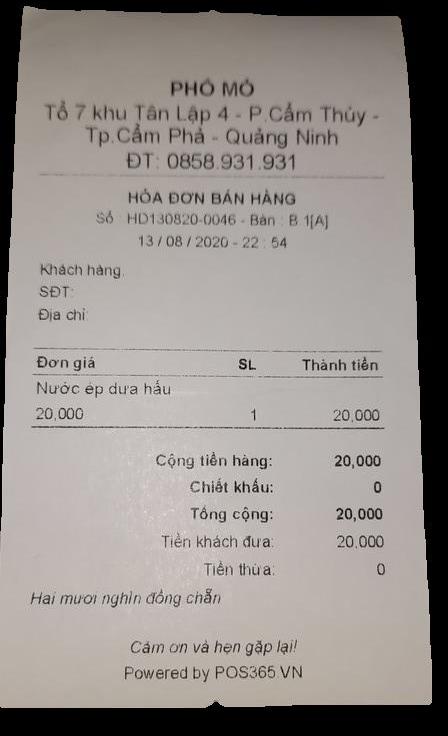 PHỐ MỎ
Tổ 7 khu Tân Lập 4 - P.Cẩm Thủy -
Tp.Cẩm Phả - Quảng Ninh
ĐT: 0858.931.931
HÓA ĐƠN BÁN HÀNG
Số : HD130820-0046 - Bàn : B.1[A]
13 / 08 / 2020 - 22 : 54
Khách hàng:
SĐT:
Địa chỉ:
Đơn giá SL Thành tiền
Nước ép dưa hấu
20,000 1 20,000
Cộng tiền hàng: 20,000
Chiết khấu: 0
Tổng cộng: 20,000
Tiền khách đưa: 20,000
Tiền thừa: 0
Hai mươi nghìn đồng chẵn
Cảm ơn và hẹn gặp lại!
Powered by POS365.VN